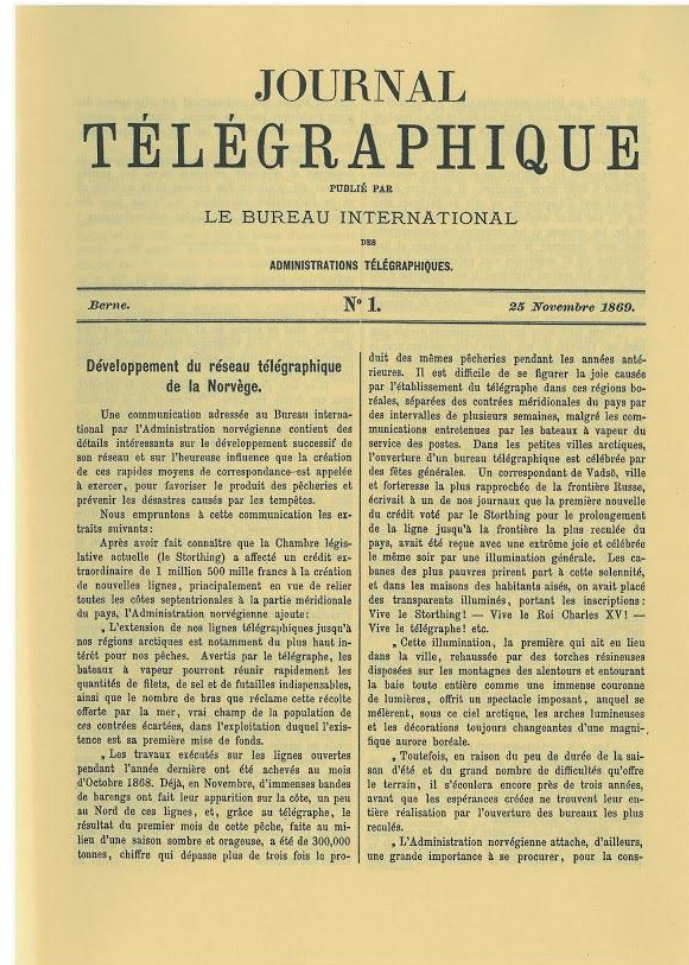 JOURNAL
TÉLÉGRAPHIQUE
PUBLIÉ PAR
LE BUREAU INTERNATIONAL
DES
ADMINISTRATIONS TÉLÉGRAPHIQUES.
Berne.
Nº 1.
25 Novembre 1869.
Développement du réseau télégraphique
de la Norvège.
Une communication adressée au Bureau interna-
tional par l'Administration norvégienne contient des
détails intéressants sur le développement successif de
son réseau et sur l'heureuse influence que la création
de ces rapides moyens de correspondance est appelée
à exercer, pour favoriser le produit des pêcheries et
prévenir les désastres causés par les tempêtes.
Nous empruntons à cette communication les ex-
traits suivants:
Après avoir fait connaître que la Chambre légis-
lative actuelle (le Storthing) a affecté un crédit ex-
traordinaire de 1 million 500 mille francs à la création
de nouvelles lignes, principalement en vue de relier
toutes les côtes septentrionales à la partie méridionale
du pays, l'Administration norvégienne ajoute:
„ L'extension de nos lignes télégraphiques jusqu'à
nos régions arctiques est notamment du plus haut in-
térêt pour nos pêches. Avertis par le télégraphe, les
bateaux à vapeur pourront réunir rapidement les
quantités de filets, de sel et de futailles indispensables,
ainsi que le nombre de bras que réclame cette récolte
offerte par la mer, vrai champ de la population de
ces contrées écartées, dans l'exploitation duquel l'exis-
tence est sa première mise de fonds.
„ Les travaux exécutés sur les lignes ouvertes
pendant l'année dernière ont été achevés au mois
d'Octobre 1868. Déjà, en Novembre, d'immenses bandes
de harengs ont fait leur apparition sur la côte, un peu
au Nord de ces lignes, et, grâce au télégraphe, le
résultat du premier mois de cette pêche, faite au mi-
lieu d'une saison sombre et orageuse, a été de 300,000
tonnes, chiffre qui dépasse plus de trois fois le pro-
duit des mêmes pêcheries pendant les années anté-
rieures. Il est difficile de se figurer la joie causée
par l'établissement du télégraphe dans ces régions bo-
réales, séparées des contrées méridionales du pays par
des intervalles de plusieurs semaines, malgré les com-
munications entretenues par les bateaux à vapeur du
service des postes. Dans les petites villes arctiques,
l'ouverture d'un bureau télégraphique est célébrée par
des fêtes générales. Un correspondant de Vadsö, ville
et forteresse la plus rapprochée de la frontière Russe,
écrivait à un de nos journaux que la première nouvelle
du crédit voté par le Storthing pour le prolongement
de la ligne jusqu'à la frontière la plus reculée du
pays, avait été reçue avec une extrême joie et célébrée
le même soir par une illumination générale. Les ca-
banes des plus pauvres prirent part à cette solennité,
et dans les maisons des habitants aisés, on avait placé
des transparents illuminés, portant les inscriptions:
Vive le Storthing! — Vive le Roi Charles XV! —
Vive le télégraphe! etc.
„ Cette illumination, la première qui ait eu lieu
dans la ville, rehaussée par des torches résineuses
disposées sur les montagnes des alentours et entourant
la baie toute entière comme une immense couronne
de lumières, offrit un spectacle imposant, auquel se
mêlèrent, sous ce ciel arctique, les arches lumineuses
et les décorations toujours changeantes d'une magni-
fique aurore boréale.
„ Toutefois, en raison du peu de durée de la sai-
son d'été et du grand nombre de difficultés qu'offre
le terrain, il s'écoulera encore près de trois années,
avant que les espérances créées ne trouvent leur en-
tière réalisation par l'ouverture des bureaux les plus
reculés.
„ L'Administration norvégienne attache, d'ailleurs,
une grande importance à se procurer, pour la cons-